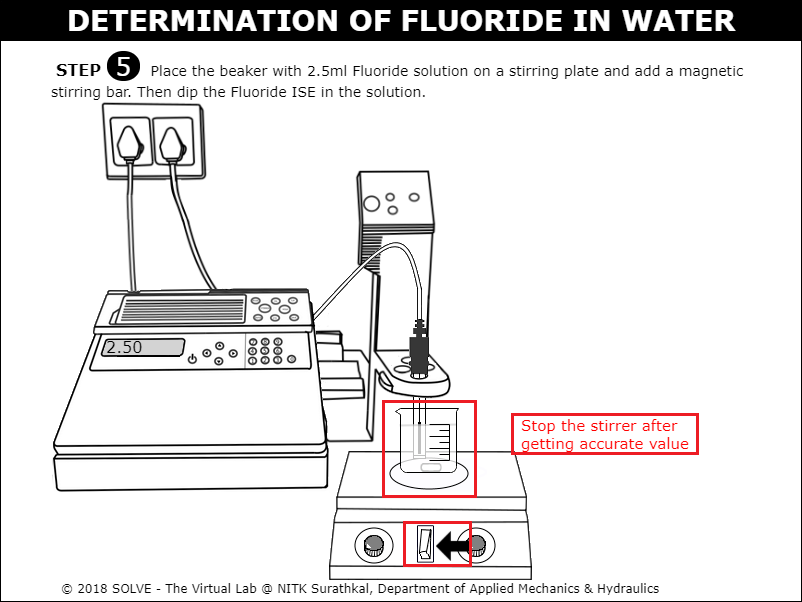 DETERMINATION OF FLUORIDE IN WATER
STEP 5 Place the beaker with 2.5ml Fluoride solution on a stirring plate and add a magnetic
stirring bar. Then dip the Fluoride ISE in the solution.
2.50
Stop the stirrer after
getting accurate value
© 2018 SOLVE - The Virtual Lab @ NITK Surathkal, Department of Applied Mechanics & Hydraulics